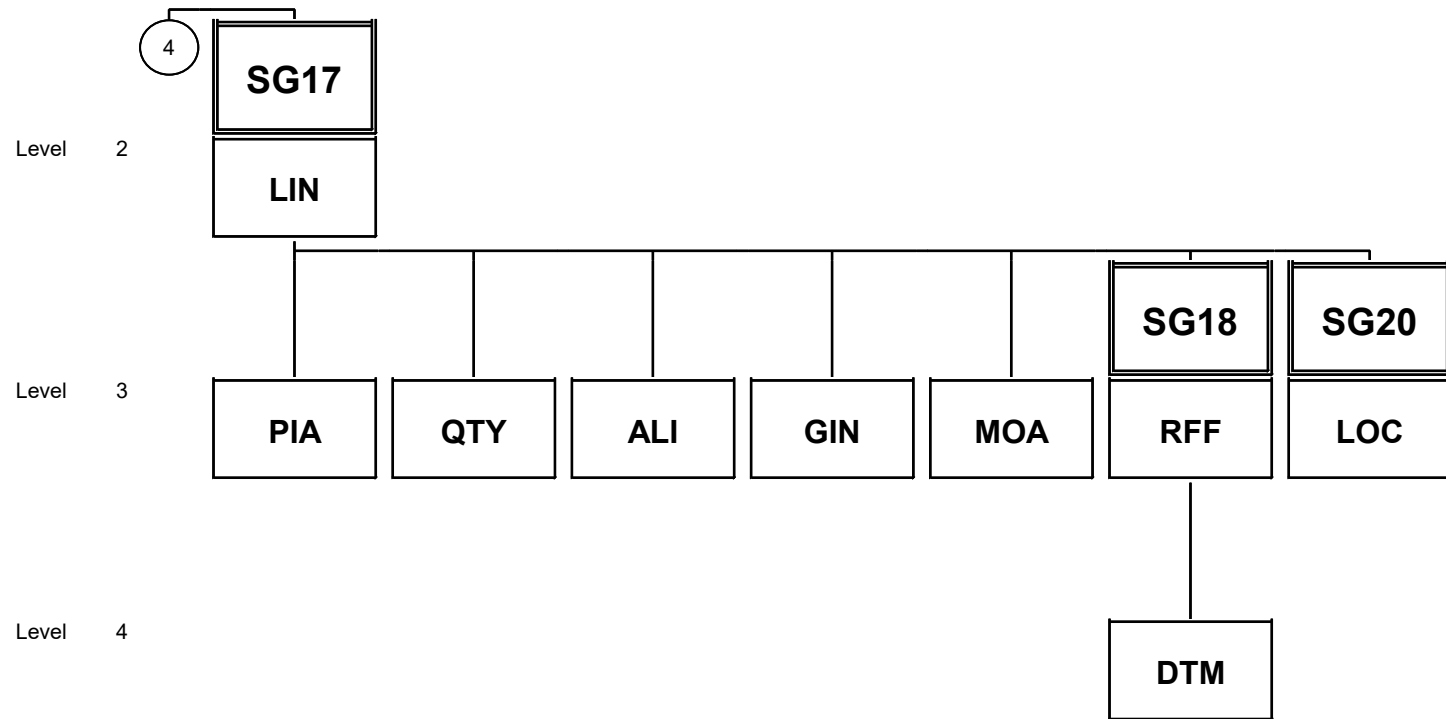 4
SG17
Level 2
LIN
SG18 SG20
Level 3
PIA QTY ALI GIN MOA RFF LOC
Level 4
DTM